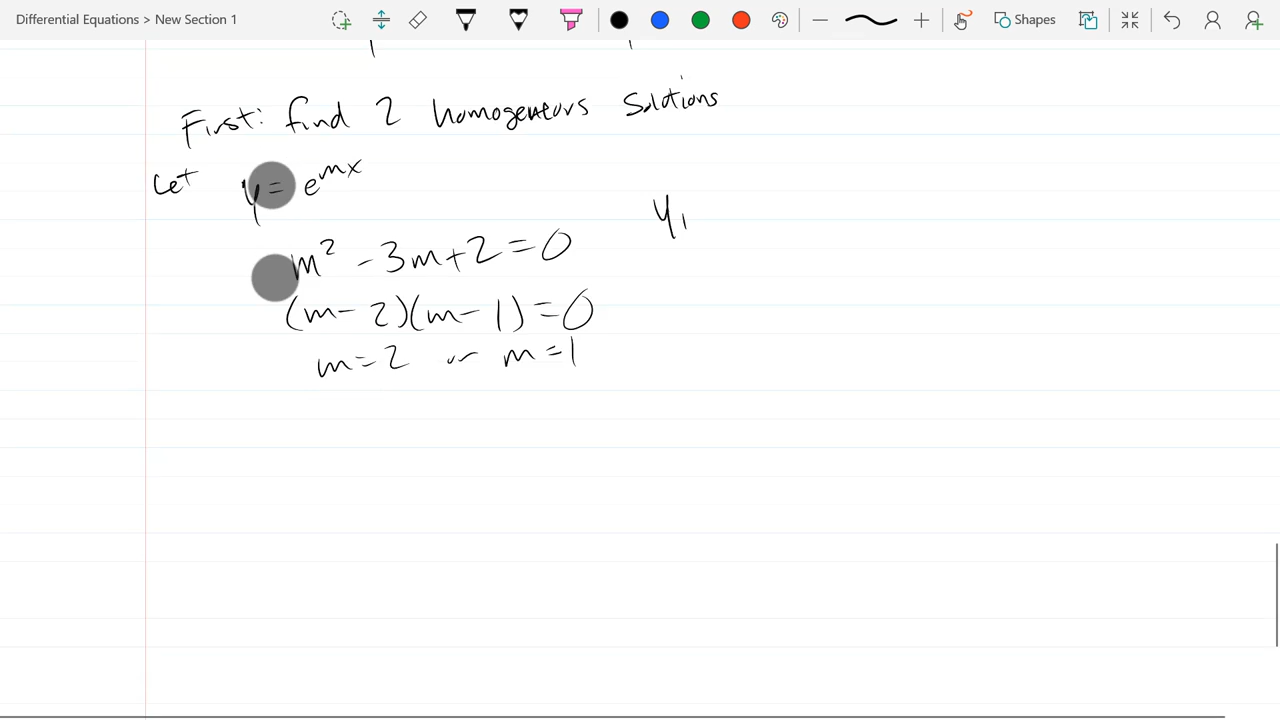 Differential Equations > New Section 1
Shapes
First: find 2 homogeneous Solutions
Let y = e^{mx}
y₁
m² - 3m + 2 = 0
(m - 2)(m - 1) = 0
m = 2 or m = 1